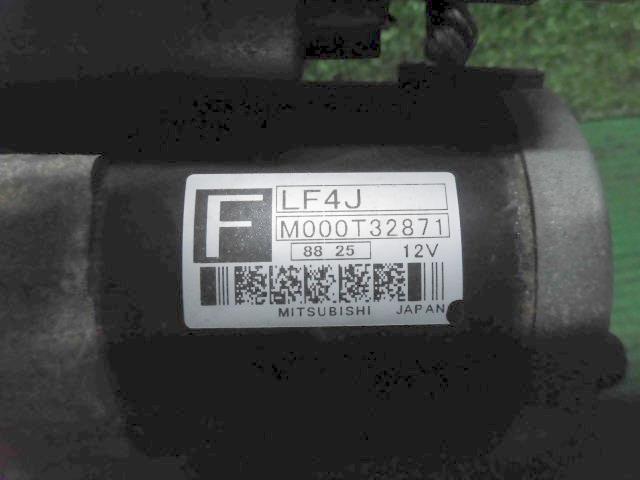 F
LF4J
M000T32871
88 25 12V
MITSUBISHI JAPAN